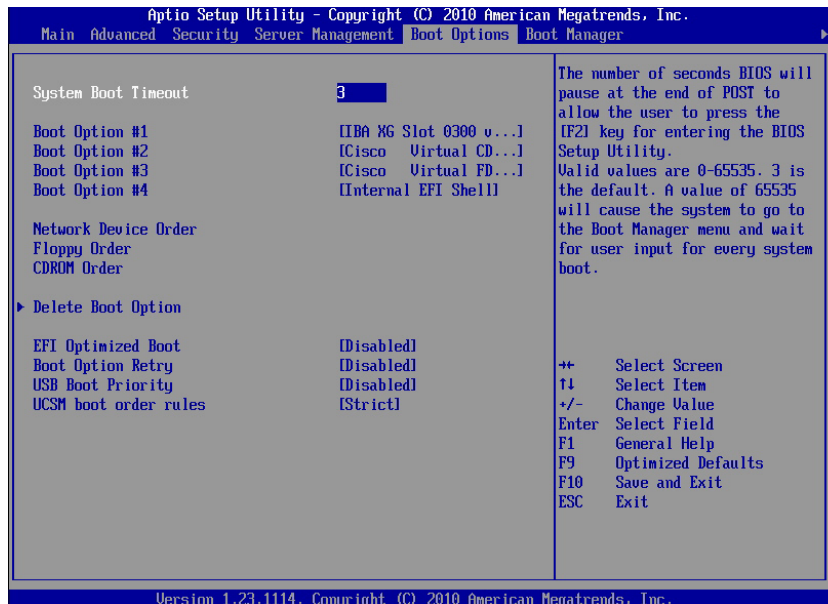 Aptio Setup Utility - Copyright (C) 2010 American Megatrends, Inc.
Main Advanced Security Server Management Boot Options Boot Manager
System Boot Timeout 3
Boot Option #1 [IBA XG Slot 0300 v...]
Boot Option #2 [Cisco Virtual CD...]
Boot Option #3 [Cisco Virtual FD...]
Boot Option #4 [Internal EFI Shell]
Network Device Order
Floppy Order
CDROM Order
Delete Boot Option
EFI Optimized Boot [Disabled]
Boot Option Retry [Disabled]
USB Boot Priority [Disabled]
UCSM boot order rules [Strict]
The number of seconds BIOS will
pause at the end of POST to
allow the user to press the
[F2] key for entering the BIOS
Setup Utility.
Valid values are 0-65535. 3 is
the default. A value of 65535
will cause the system to go to
the Boot Manager menu and wait
for user input for every system
boot.
→← Select Screen
↑↓ Select Item
+/- Change Value
Enter Select Field
F1 General Help
F9 Optimized Defaults
F10 Save and Exit
ESC Exit
Version 1.23.1114. Copyright (C) 2010 American Megatrends, Inc.